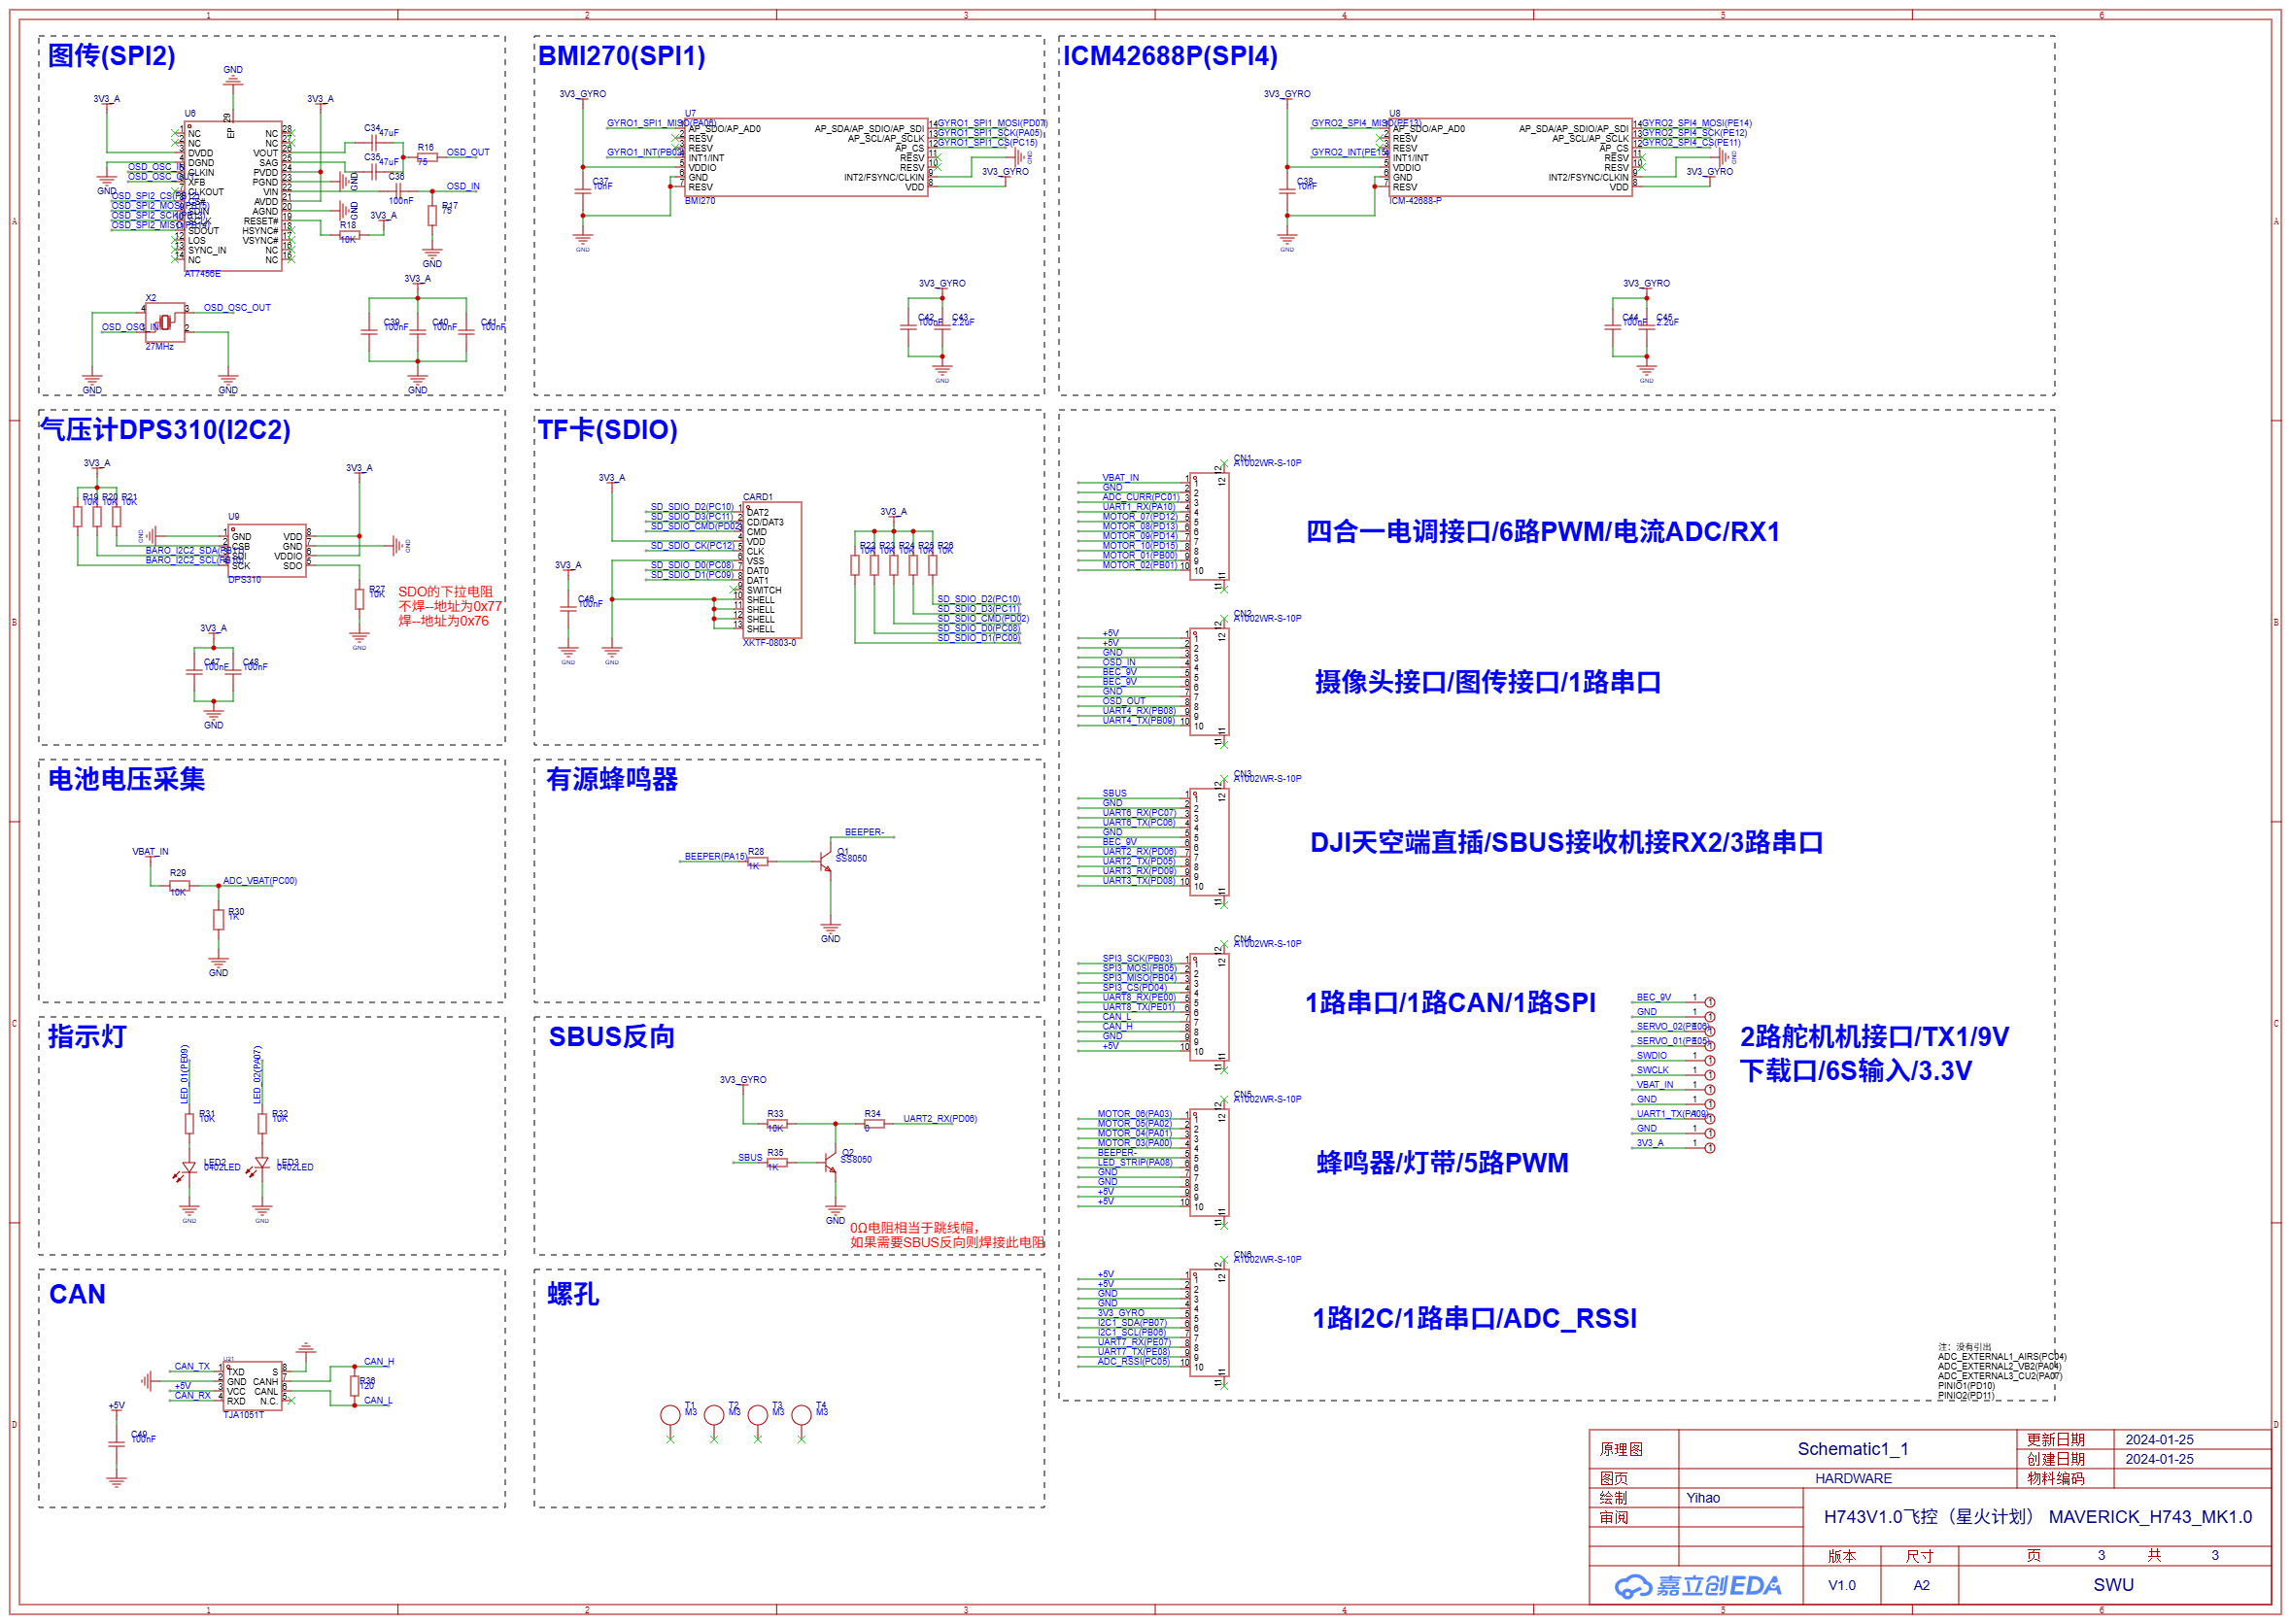 图传(SPI2)
GND
3V3_A
3V3_A
U6
EP
29
NC
NC
DVDD
DGND
CLKIN
XFB
CLKOUT
SDOUT
LOS
SYNC_IN
NC
NC
NC
VOUT
SAG
PVDD
PGND
VIN
AVDD
AGND
RESET#
HSYNC#
VSYNC#
NC
NC
AT7456E
GND
C34
47uF
C35
47uF
R16
75
OSD_OUT
GND
C36
100nF
OSD_IN
R17
75
GND
GND
3V3_A
R18
10K
X2
OSD_OSC_OUT
OSD_OSC_IN
27MHz
GND
GND
3V3_A
C39
100nF
C40
100nF
C41
100nF
GND
BMI270(SPI1)
3V3_GYRO
U7
GYRO1_SPI1_MISO(PA06)
AP_SDO/AP_AD0
RESV
RESV
INT1/INT
VDDIO
GND
RESV
AP_SDA/AP_SDIO/AP_SDI
AP_SCL/AP_SCLK
AP_CS
RESV
RESV
INT2/FSYNC/CLKIN
VDD
GYRO1_SPI1_MOSI(PD07)
GYRO1_SPI1_SCK(PA05)
GYRO1_SPI1_CS(PC15)
GND
3V3_GYRO
C37
10nF
BMI270
GND
3V3_GYRO
C42
100nF
C43
2.2uF
GND
ICM42688P(SPI4)
3V3_GYRO
U8
GYRO2_SPI4_MISO(PE13)
AP_SDO/AP_AD0
RESV
RESV
INT1/INT
VDDIO
GND
RESV
GYRO2_INT(PE15)
AP_SDA/AP_SDIO/AP_SDI
AP_SCL/AP_SCLK
AP_CS
RESV
RESV
INT2/FSYNC/CLKIN
VDD
GYRO2_SPI4_MOSI(PE14)
GYRO2_SPI4_SCK(PE12)
GYRO2_SPI4_CS(PE11)
GND
3V3_GYRO
C38
10nF
ICM-42688-P
GND
3V3_GYRO
C44
100nF
C45
2.2uF
GND
气压计DPS310(I2C2)
3V3_A
3V3_A
R19
10K
R20
10K
R21
10K
GND
U9
GND
CSB
SDI
SCK
VDD
GND
VDDIO
SDO
DPS310
GND
R27
10K
GND
SDO的下拉电阻
不焊--地址为0x77
焊--地址为0x76
3V3_A
C47
100nF
C48
100nF
GND
TF卡(SDIO)
3V3_A
CARD1
SD_SDIO_D2(PC10)
SD_SDIO_D3(PC11)
SD_SDIO_CMD(PD02)
SD_SDIO_CK(PC12)
SD_SDIO_D0(PC08)
SD_SDIO_D1(PC09)
DAT2
CD/DAT3
CMD
VDD
CLK
VSS
DAT0
DAT1
SWITCH
SHELL
SHELL
SHELL
SHELL
XKTF-0803-0
3V3_A
C46
100nF
GND
GND
3V3_A
R22
10K
R23
10K
R24
10K
R25
10K
R26
10K
SD_SDIO_D2(PC10)
SD_SDIO_D3(PC11)
SD_SDIO_CMD(PD02)
SD_SDIO_D0(PC08)
SD_SDIO_D1(PC09)
CN1
A1002WR-S-10P
VBAT_IN
GND
ADC_CURR(PC01)
UART1_RX(PA10)
MOTOR_07(PD12)
MOTOR_08(PD13)
MOTOR_09(PD14)
MOTOR_10(PD15)
MOTOR_01(PB00)
MOTOR_02(PB01)
四合一电调接口/6路PWM/电流ADC/RX1
CN2
A1002WR-S-10P
+5V
+5V
GND
OSD_IN
BEC_9V
BEC_9V
GND
OSD_OUT
UART4_RX(PB08)
UART4_TX(PB09)
摄像头接口/图传接口/1路串口
CN3
A1002WR-S-10P
SBUS
GND
UART6_RX(PC07)
UART6_TX(PC06)
GND
BEC_9V
UART2_RX(PD06)
UART2_TX(PD05)
UART3_RX(PD09)
UART3_TX(PD08)
DJI天空端直插/SBUS接收机接RX2/3路串口
CN4
A1002WR-S-10P
SPI3_SCK(PB03)
SPI3_MOSI(PB05)
SPI3_MISO(PB04)
SPI3_CS(PD04)
UART8_RX(PE00)
UART8_TX(PE01)
CAN_L
CAN_H
GND
+5V
1路串口/1路CAN/1路SPI
CN5
A1002WR-S-10P
MOTOR_06(PA03)
MOTOR_05(PA02)
MOTOR_04(PA01)
MOTOR_03(PA00)
BEEPER-
LED_STRIP(PA08)
GND
GND
+5V
+5V
蜂鸣器/灯带/5路PWM
CN6
A1002WR-S-10P
+5V
+5V
GND
GND
3V3_GYRO
I2C1_SDA(PB07)
I2C1_SCL(PB06)
UART7_RX(PE07)
UART7_TX(PE08)
ADC_RSSI(PC05)
1路I2C/1路串口/ADC_RSSI
BEC_9V
GND
SERVO_02(PE06)
SERVO_01(PE05)
SWDIO
SWCLK
VBAT_IN
GND
UART1_TX(PA09)
GND
3V3_A
2路舵机机接口/TX1/9V
下载口/6S输入/3.3V
注：没有引出
ADC_EXTERNAL1_AIRS(PC04)
ADC_EXTERNAL2_VB2(PA04)
ADC_EXTERNAL3_CU2(PA07)
PINIO1(PD10)
PINIO2(PD11)
电池电压采集
VBAT_IN
R29
10K
ADC_VBAT(PC00)
R30
1K
GND
有源蜂鸣器
BEEPER-
BEEPER(PA15)
R28
1K
Q1
SS8050
GND
指示灯
LED_01(PE09)
LED_02(PA07)
R31
10K
R32
10K
LED2
0402LED
LED3
0402LED
GND
GND
SBUS反向
3V3_GYRO
R33
10K
R34
0
UART2_RX(PD06)
SBUS
R35
1K
Q2
SS8050
GND
0Ω电阻相当于跳线帽，
如果需要SBUS反向则焊接此电阻
CAN
U21
CAN_TX
+5V
CAN_RX
TXD
GND
VCC
RXD
S
CANH
CANL
N.C.
TJA1051T
CAN_H
R36
120
CAN_L
+5V
C49
100nF
螺孔
T1
M3
T2
M3
T3
M3
T4
M3
原理图
Schematic1_1
更新日期
2024-01-25
创建日期
2024-01-25
图页
HARDWARE
物料编码
绘制
Yihao
审阅
H743V1.0飞控（星火计划） MAVERICK_H743_MK1.0
版本
尺寸
页 3 共 3
嘉立创EDA
V1.0
A2
SWU